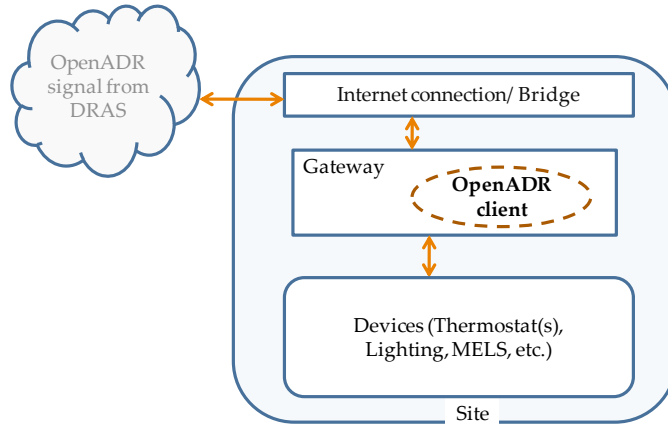 OpenADR
signal from
DRAS
Internet connection/ Bridge
Gateway
OpenADR
client
Devices (Thermostat(s),
Lighting, MELS, etc.)
Site